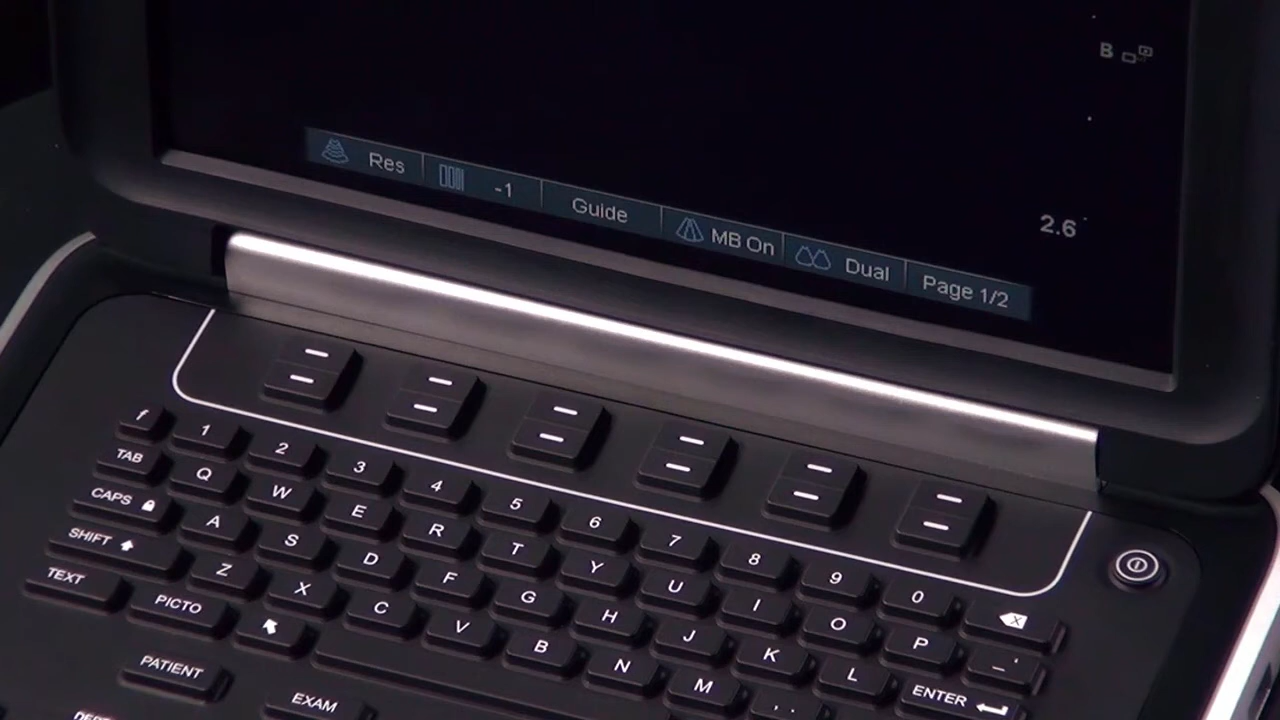 B
2.6
Res -1 Guide MB On Dual Page 1/2
f 1 2 3 4 5 6 7 8 9 0
TAB Q W E R T Y U I O P _ '
CAPS A S D F G H J K L ENTER
SHIFT Z X C V B N M , .
TEXT PICTO
PATIENT EXAM